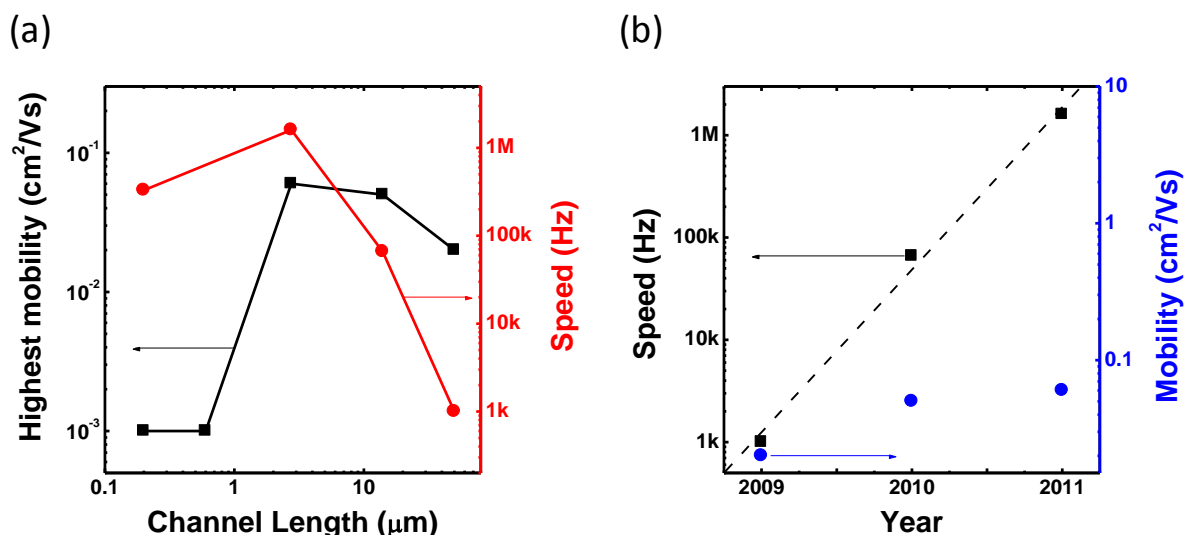 (a)
Highest mobility (cm²/Vs)
10⁻¹
10⁻²
10⁻³
0.1
1
10
Channel Length (μm)
1M
100k
10k
1k
Speed (Hz)
(b)
Speed (Hz)
1M
100k
10k
1k
2009
2010
2011
Year
10
1
0.1
Mobility (cm²/Vs)